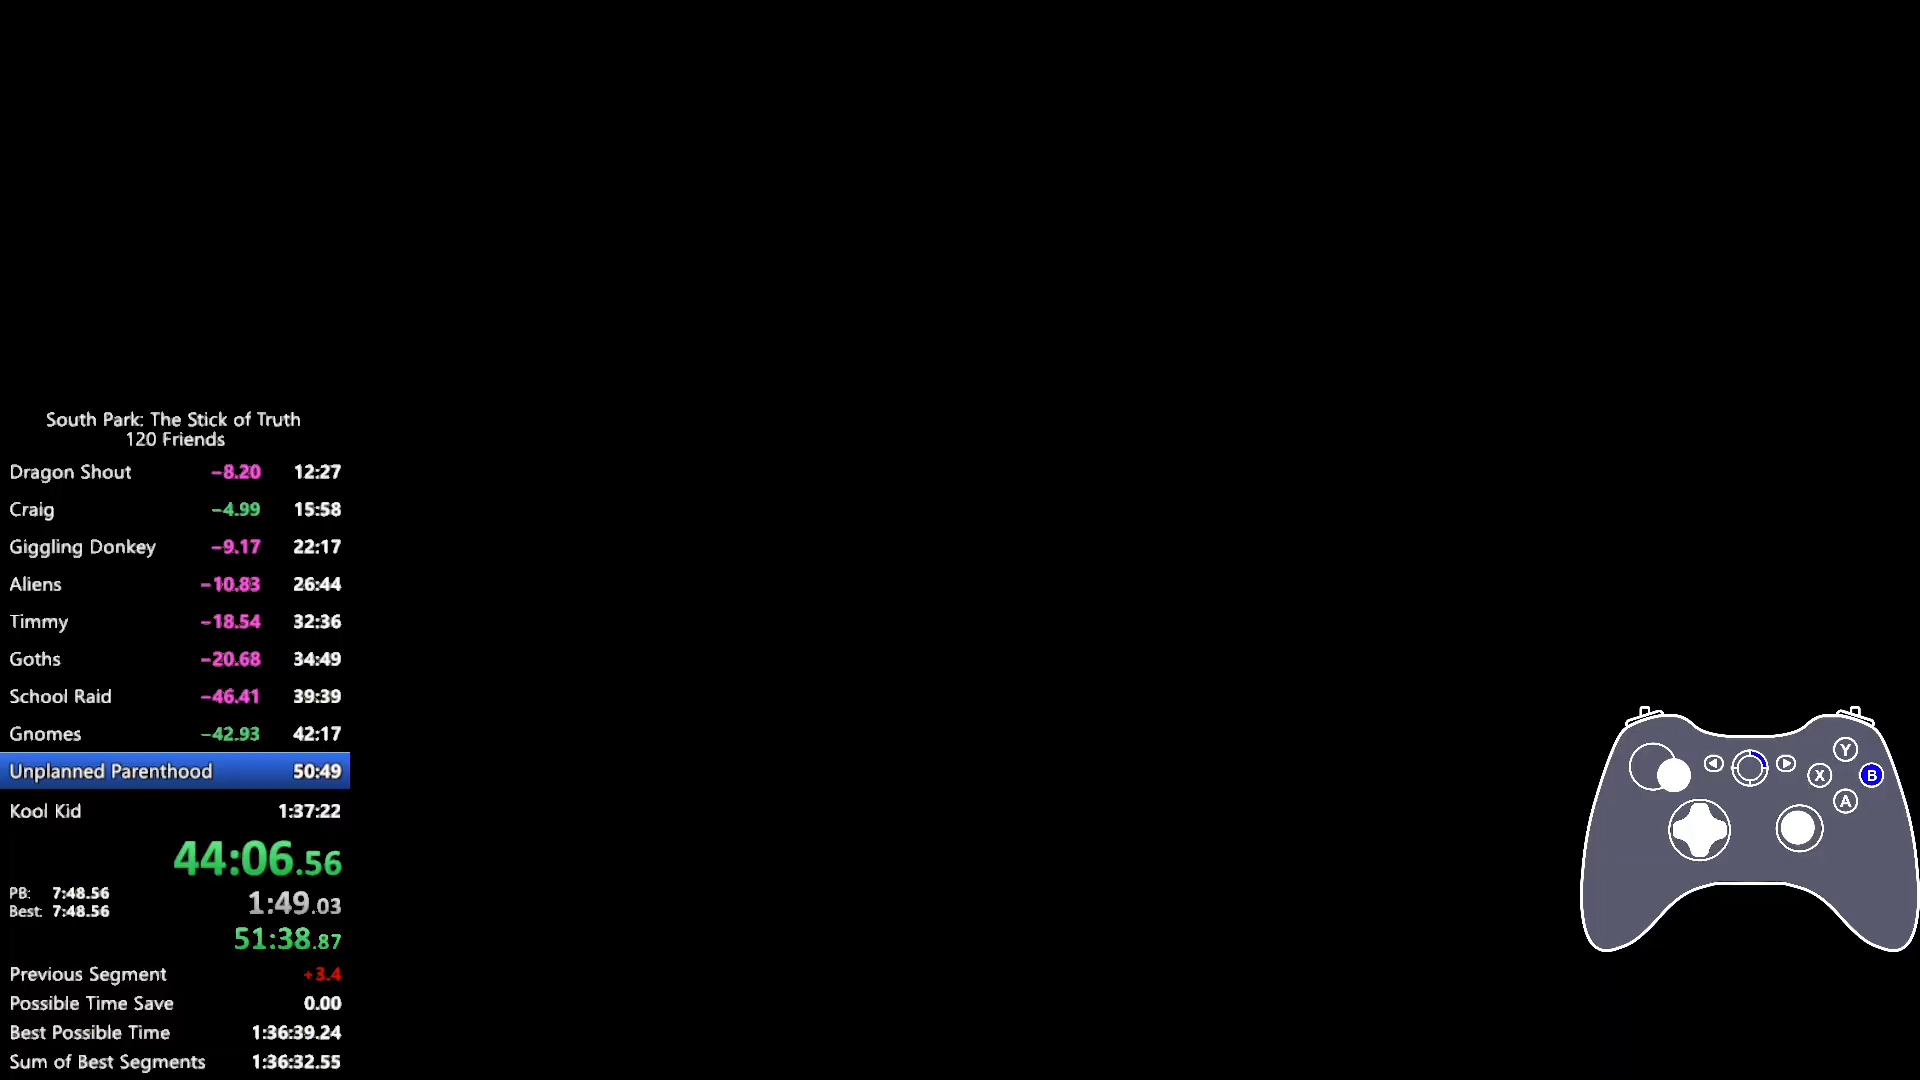 South Park: The Stick of Truth
120 Friends
Dragon Shout -8.20 12:27
Craig -4.99 15:58
Giggling Donkey -9.17 22:17
Aliens -10.83 26:44
Timmy -18.54 32:36
Goths -20.68 34:49
School Raid -46.41 39:39
Gnomes -42.93 42:17
Unplanned Parenthood 50:49
Kool Kid 1:37:22
44:06.56
PB: 7:48.56
Best: 7:48.56
1:49.03
51:38.87
Previous Segment +3.4
Possible Time Save 0.00
Best Possible Time 1:36:39.24
Sum of Best Segments 1:36:32.55
Y
X B
A